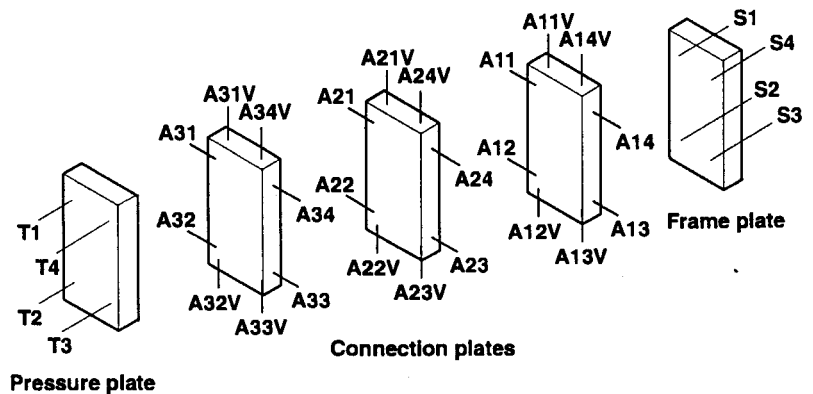 S1
A11V
S4
A14V
A21V
A11
A24V
A31V
A21
S2
A34V
S3
A31
A12
A14
A24
A22
A32
A34
Frame plate
T1
A12V
A13
A23
A13V
T4
A22V
A33
A23V
A32V
T2
A33V
T3
Connection plates
Pressure plate